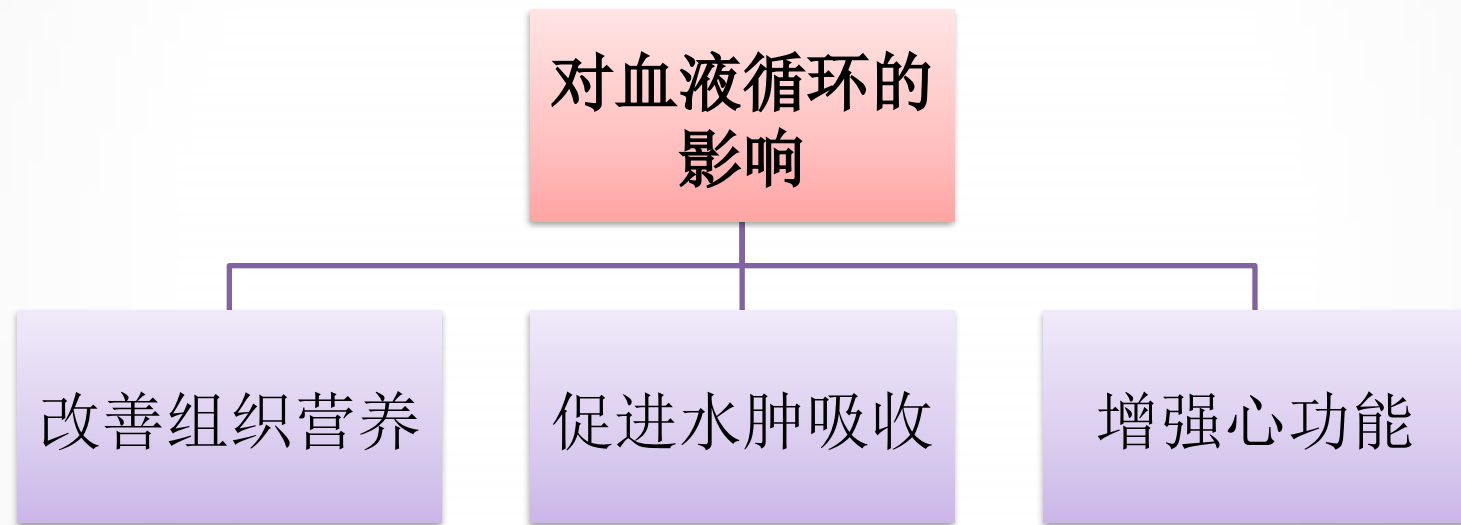 对血液循环的
影响
改善组织营养
促进水肿吸收
增强心功能